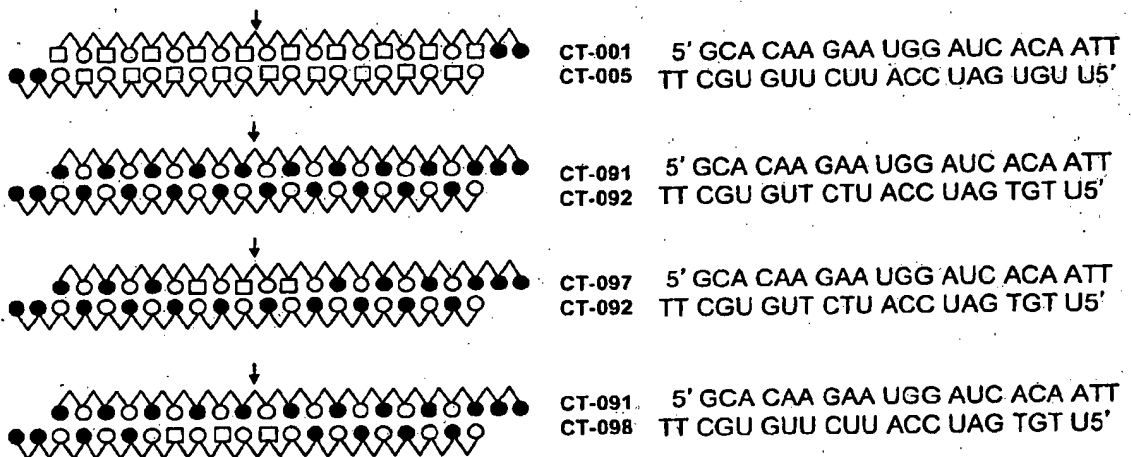 CT-001 5' GCA CAA GAA UGG AUC ACA ATT
CT-005 TT CGU GUU CUU ACC UAG UGU U5'
CT-091 5' GCA CAA GAA UGG AUC ACA ATT
CT-092 TT CGU GUT CTU ACC UAG TGT U5'
CT-097 5' GCA CAA GAA UGG AUC ACA ATT
CT-092 TT CGU GUT CTU ACC UAG TGT U5'
CT-091 5' GCA CAA GAA UGG AUC ACA ATT
CT-098 TT CGU GUU CUU ACC UAG TGT U5'